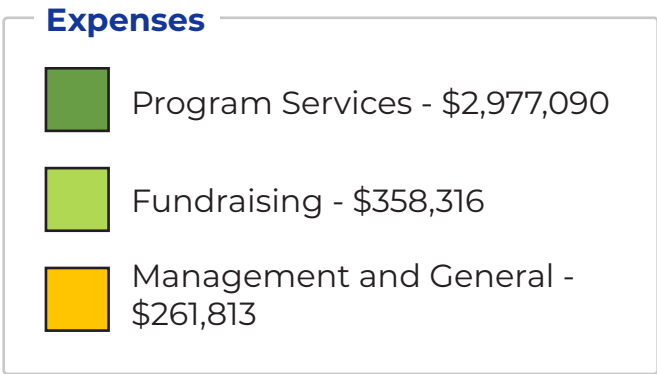 Expenses
Program Services - $2,977,090
Fundraising - $358,316
Management and General -
$261,813